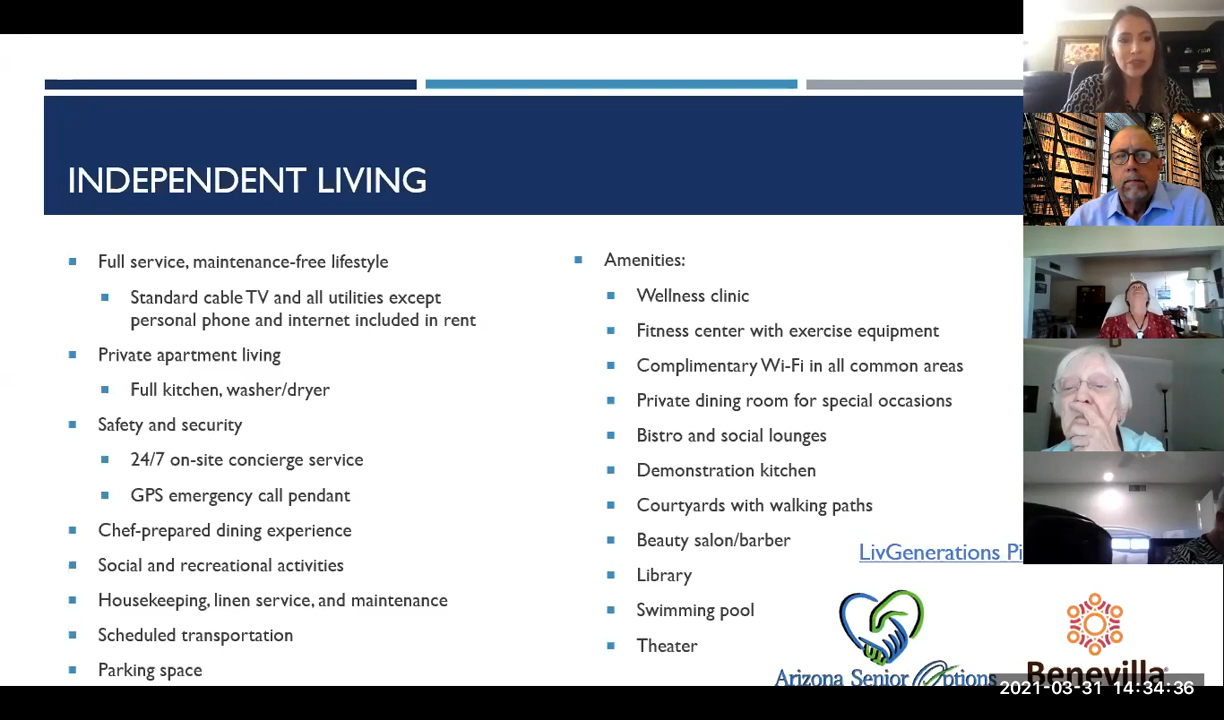 INDEPENDENT LIVING
Full service, maintenance-free lifestyle
Standard cable TV and all utilities except
personal phone and internet included in rent
Private apartment living
Full kitchen, washer/dryer
Safety and security
24/7 on-site concierge service
GPS emergency call pendant
Chef-prepared dining experience
Social and recreational activities
Housekeeping, linen service, and maintenance
Scheduled transportation
Parking space
Amenities:
Wellness clinic
Fitness center with exercise equipment
Complimentary Wi-Fi in all common areas
Private dining room for special occasions
Bistro and social lounges
Demonstration kitchen
Courtyards with walking paths
Beauty salon/barber
Library
Swimming pool
Theater
LivGenerations Pi
Arizona Senior Options
Benevilla
2021-03-31 14:34:36